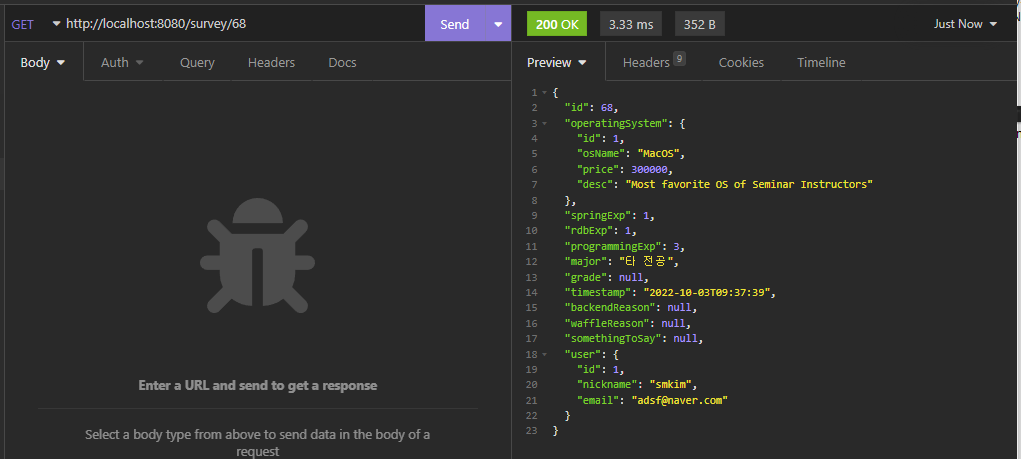 GET http://localhost:8080/survey/68 Send 200 OK 3.33 ms 352 B Just Now
Body Auth Query Headers Docs Preview Headers 9 Cookies Timeline
Enter a URL and send to get a response
Select a body type from above to send data in the body of a
request
1 {
2 "id": 68,
3 "operatingSystem": {
4 "id": 1,
5 "osName": "MacOS",
6 "price": 300000,
7 "desc": "Most favorite OS of Seminar Instructors"
8 },
9 "springExp": 1,
10 "rdbExp": 1,
11 "programmingExp": 3,
12 "major": "타 전공",
13 "grade": null,
14 "timestamp": "2022-10-03T09:37:39",
15 "backendReason": null,
16 "waffleReason": null,
17 "somethingToSay": null,
18 "user": {
19 "id": 1,
20 "nickname": "smkim",
21 "email": "adsf@naver.com"
22 }
23 }